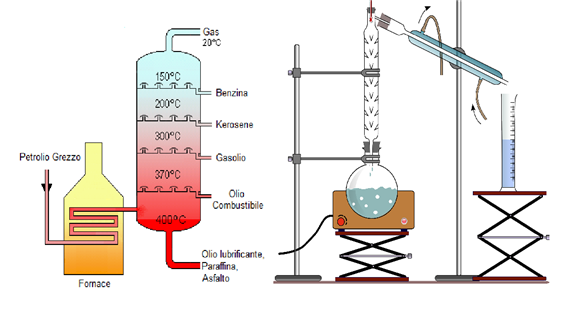 Gas
20°C
150°C
Benzina
200°C
Kerosene
300°C
Petrolio Grezzo
Gasolio
370°C
Olio
Combustibile
400°C
Olio lubrificante,
Paraffina,
Asfalto
Fornace